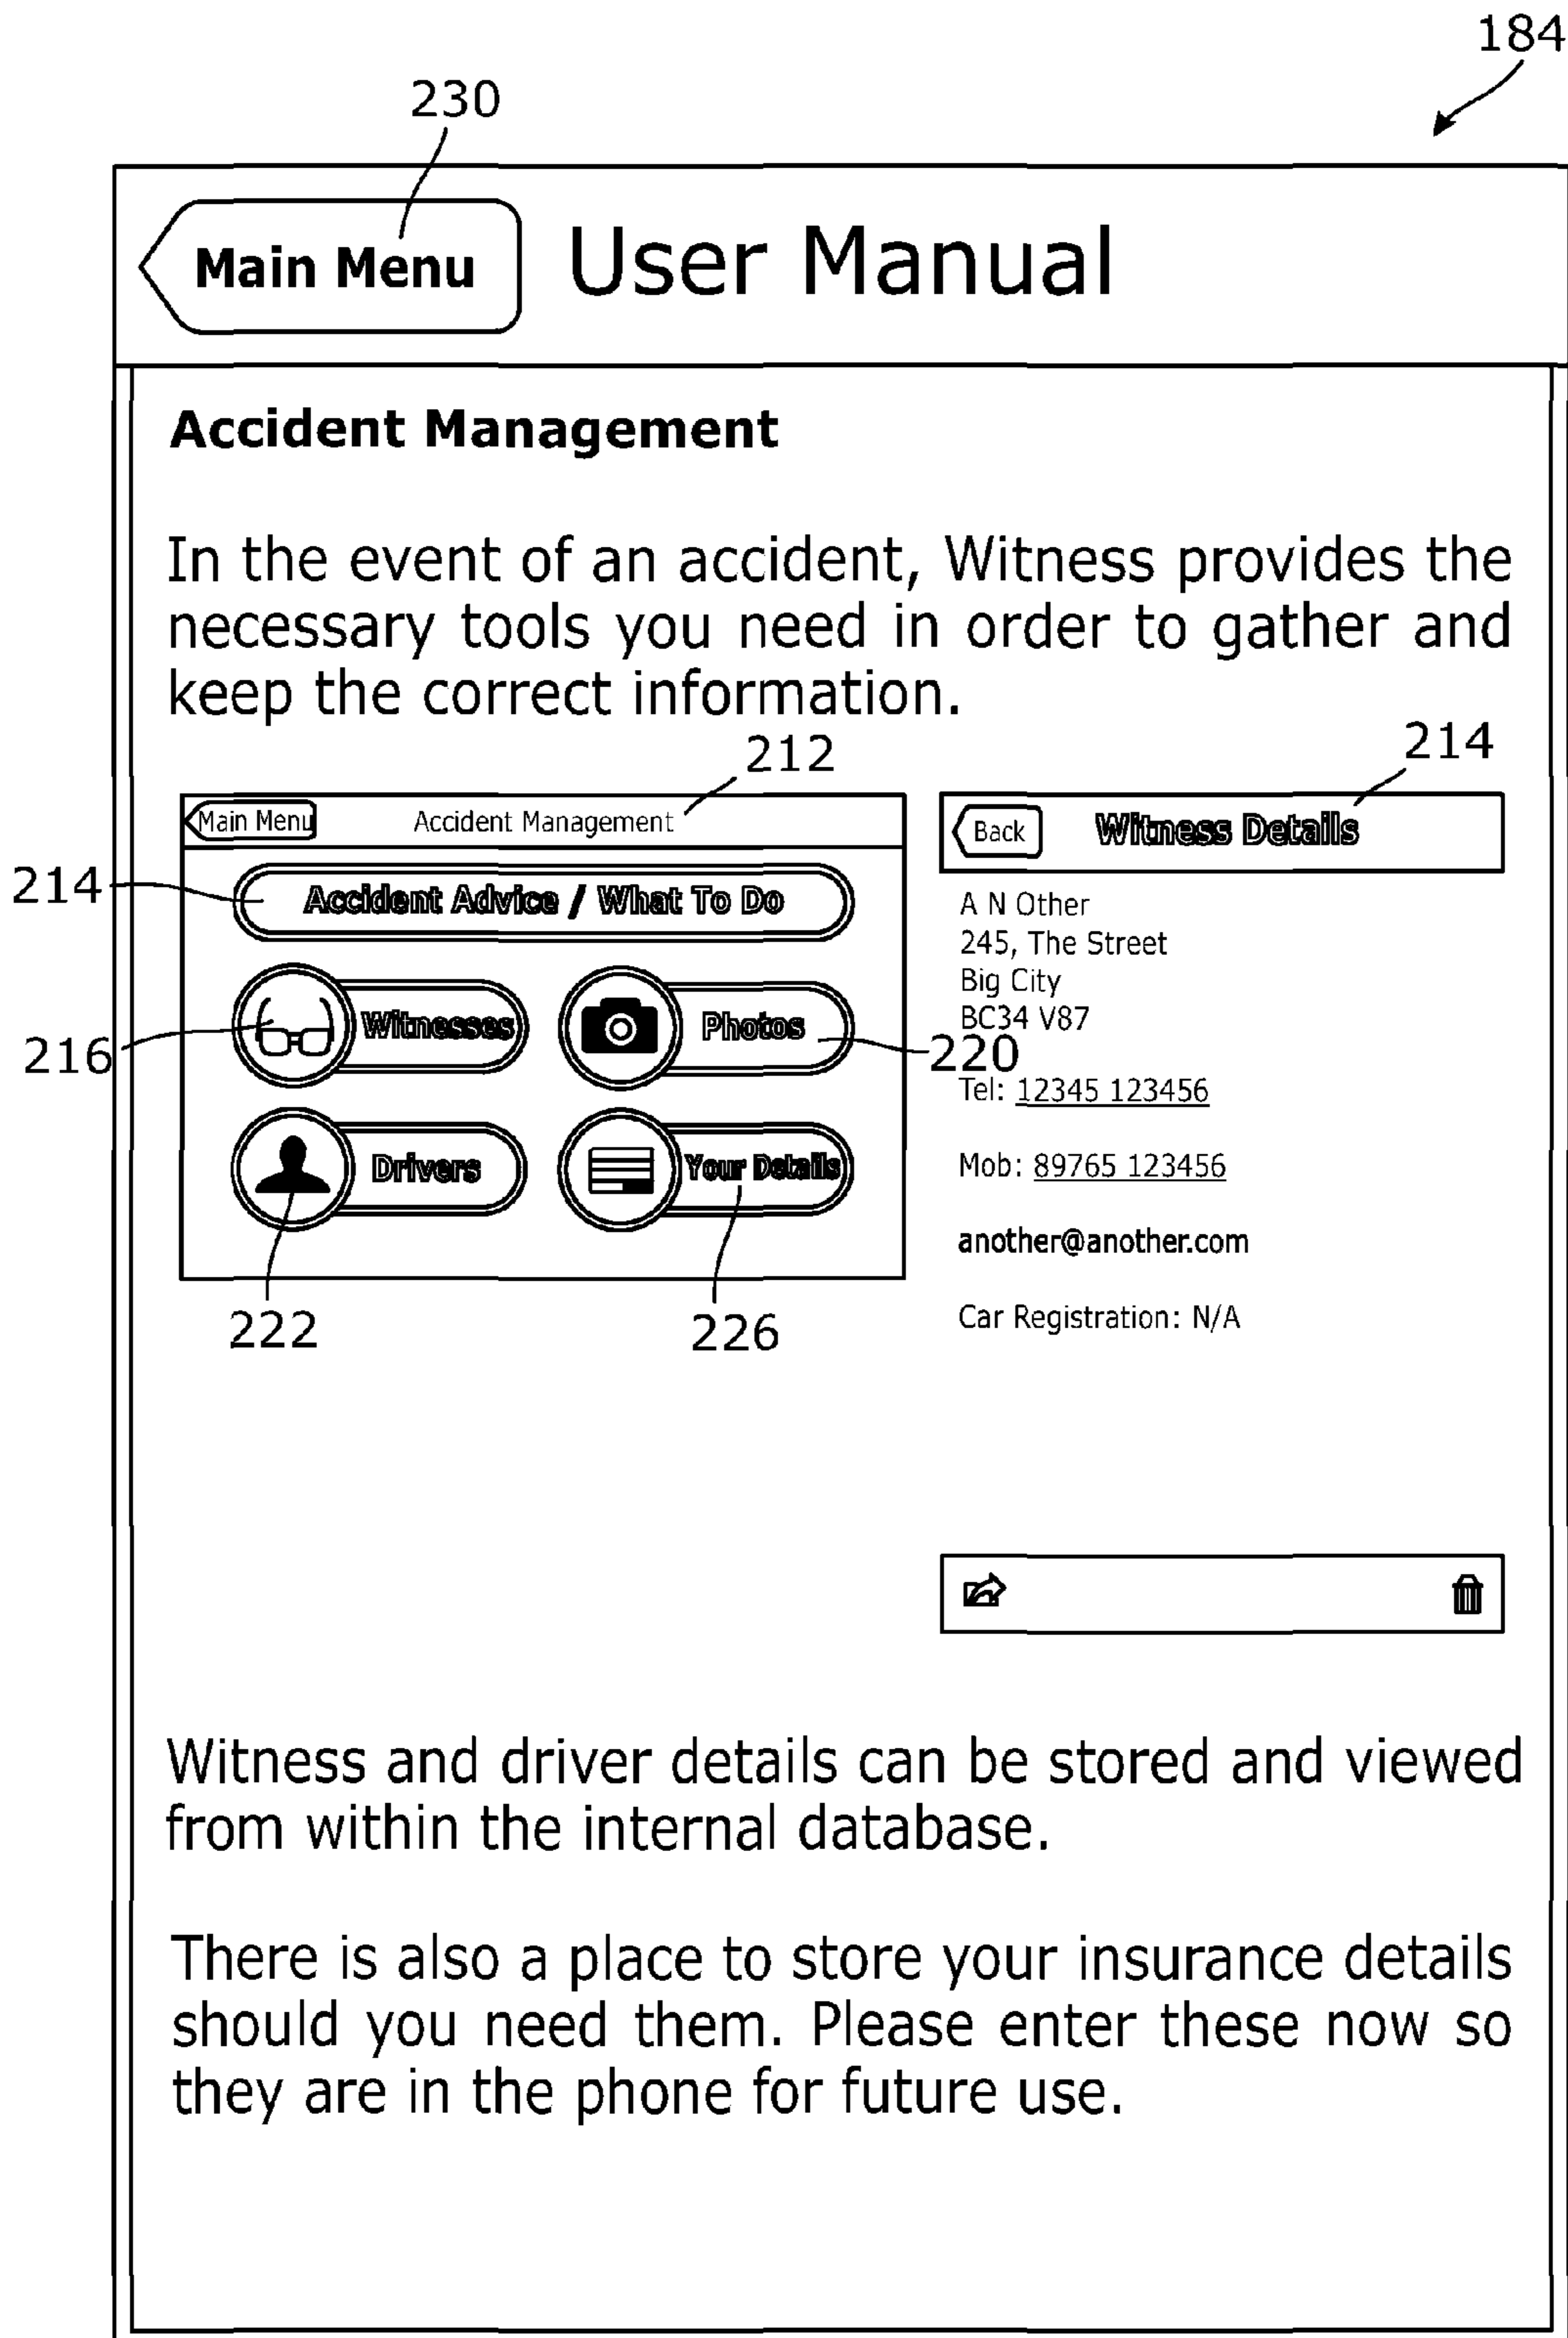 184
230
Main Menu
User Manual
Accident Management
In the event of an accident, Witness provides the
necessary tools you need in order to gather and
keep the correct information.
212
214
Main Menu
Accident Management
214
Accident Advice / What To Do
216
Witnesses
Photos
220
Drivers
Your Details
222
226
Back
Witness Details
A N Other
245, The Street
Big City
BC34 V87
Tel: 12345 123456
Mob: 89765 123456
another@another.com
Car Registration: N/A
Witness and driver details can be stored and viewed
from within the internal database.
There is also a place to store your insurance details
should you need them. Please enter these now so
they are in the phone for future use.